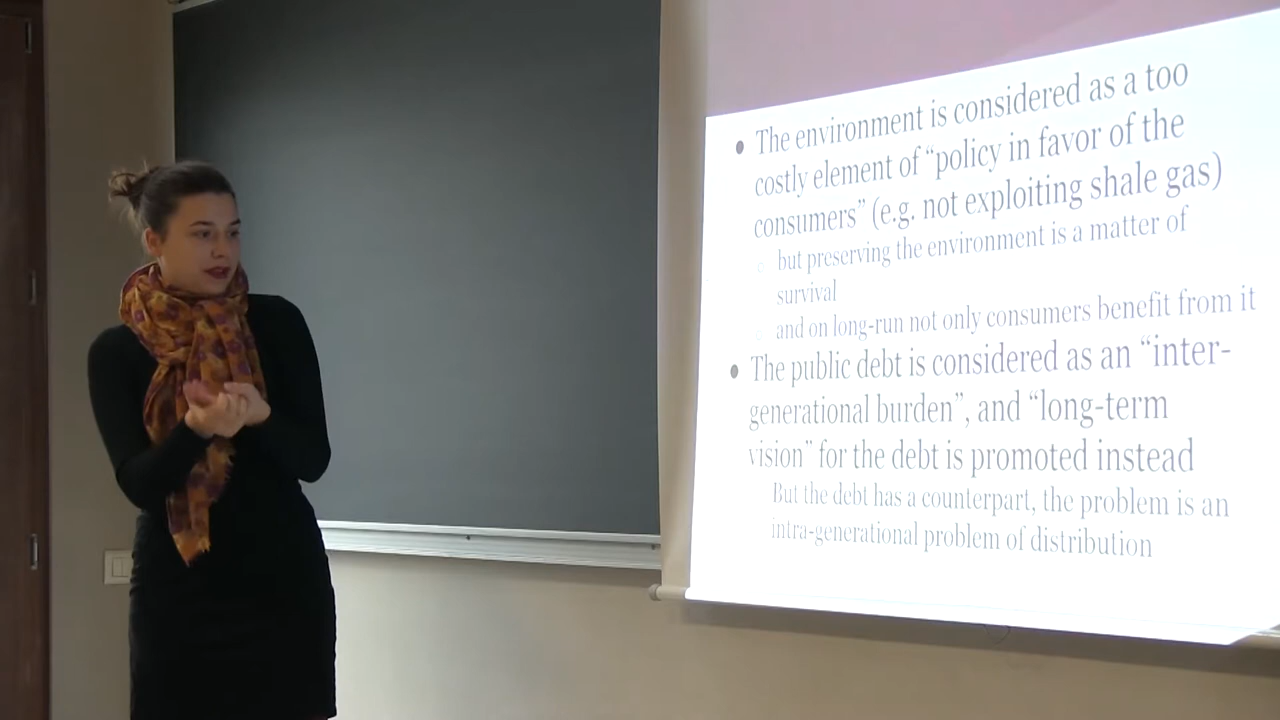 • The environment is considered as a too
costly element of “policy in favor of the
consumers” (e.g. not exploiting shale gas)
○ but preserving the environment is a matter of
survival
○ and on long-run not only consumers benefit from it
• The public debt is considered as an “inter-
generational burden”, and “long-term
vision” for the debt is promoted instead
But the debt has a counterpart, the problem is an
intra-generational problem of distribution